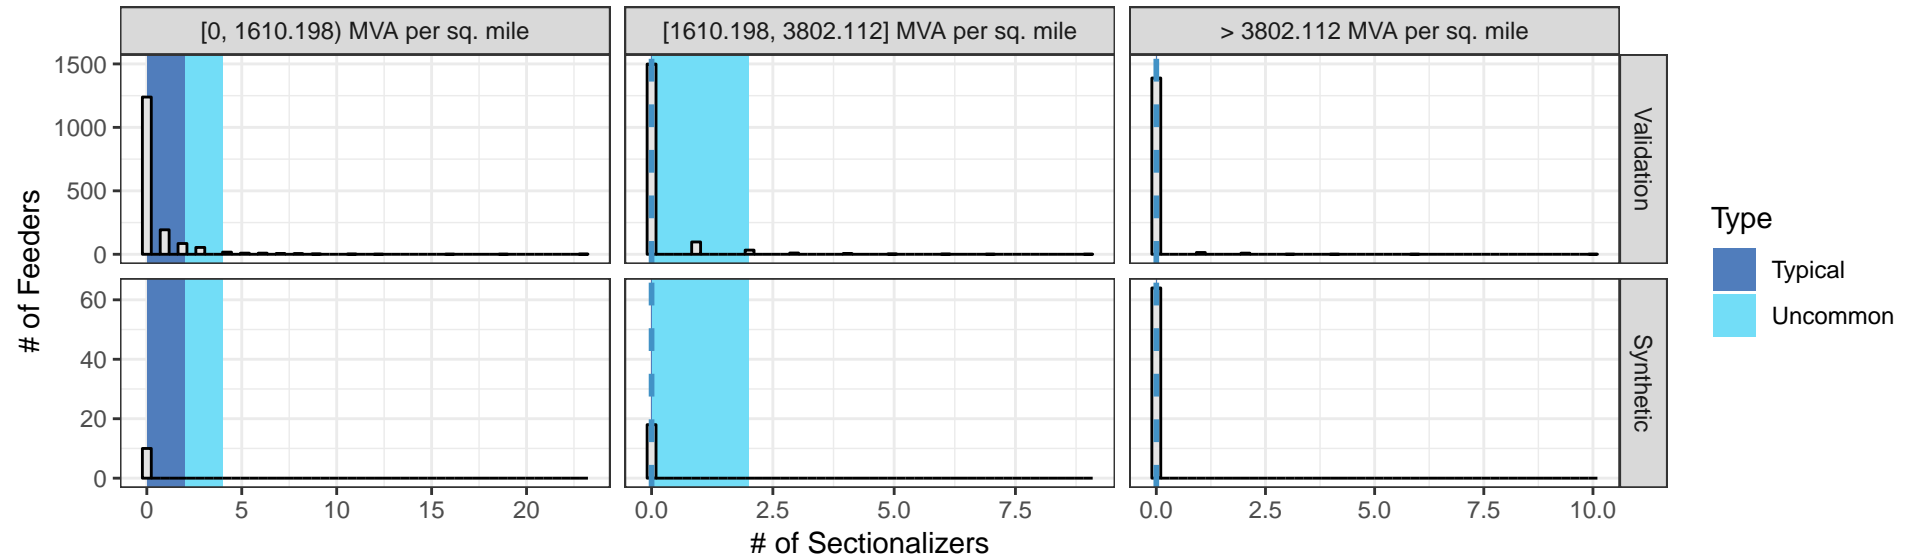 [0, 1610.198) MVA per sq. mile
[1610.198, 3802.112] MVA per sq. mile
> 3802.112 MVA per sq. mile
# of Feeders
1500
1000
500
0
Validation
60
40
20
0
Synthetic
0 5 10 15 20
0.0 2.5 5.0 7.5
0.0 2.5 5.0 7.5 10.0
# of Sectionalizers
Type
Typical
Uncommon